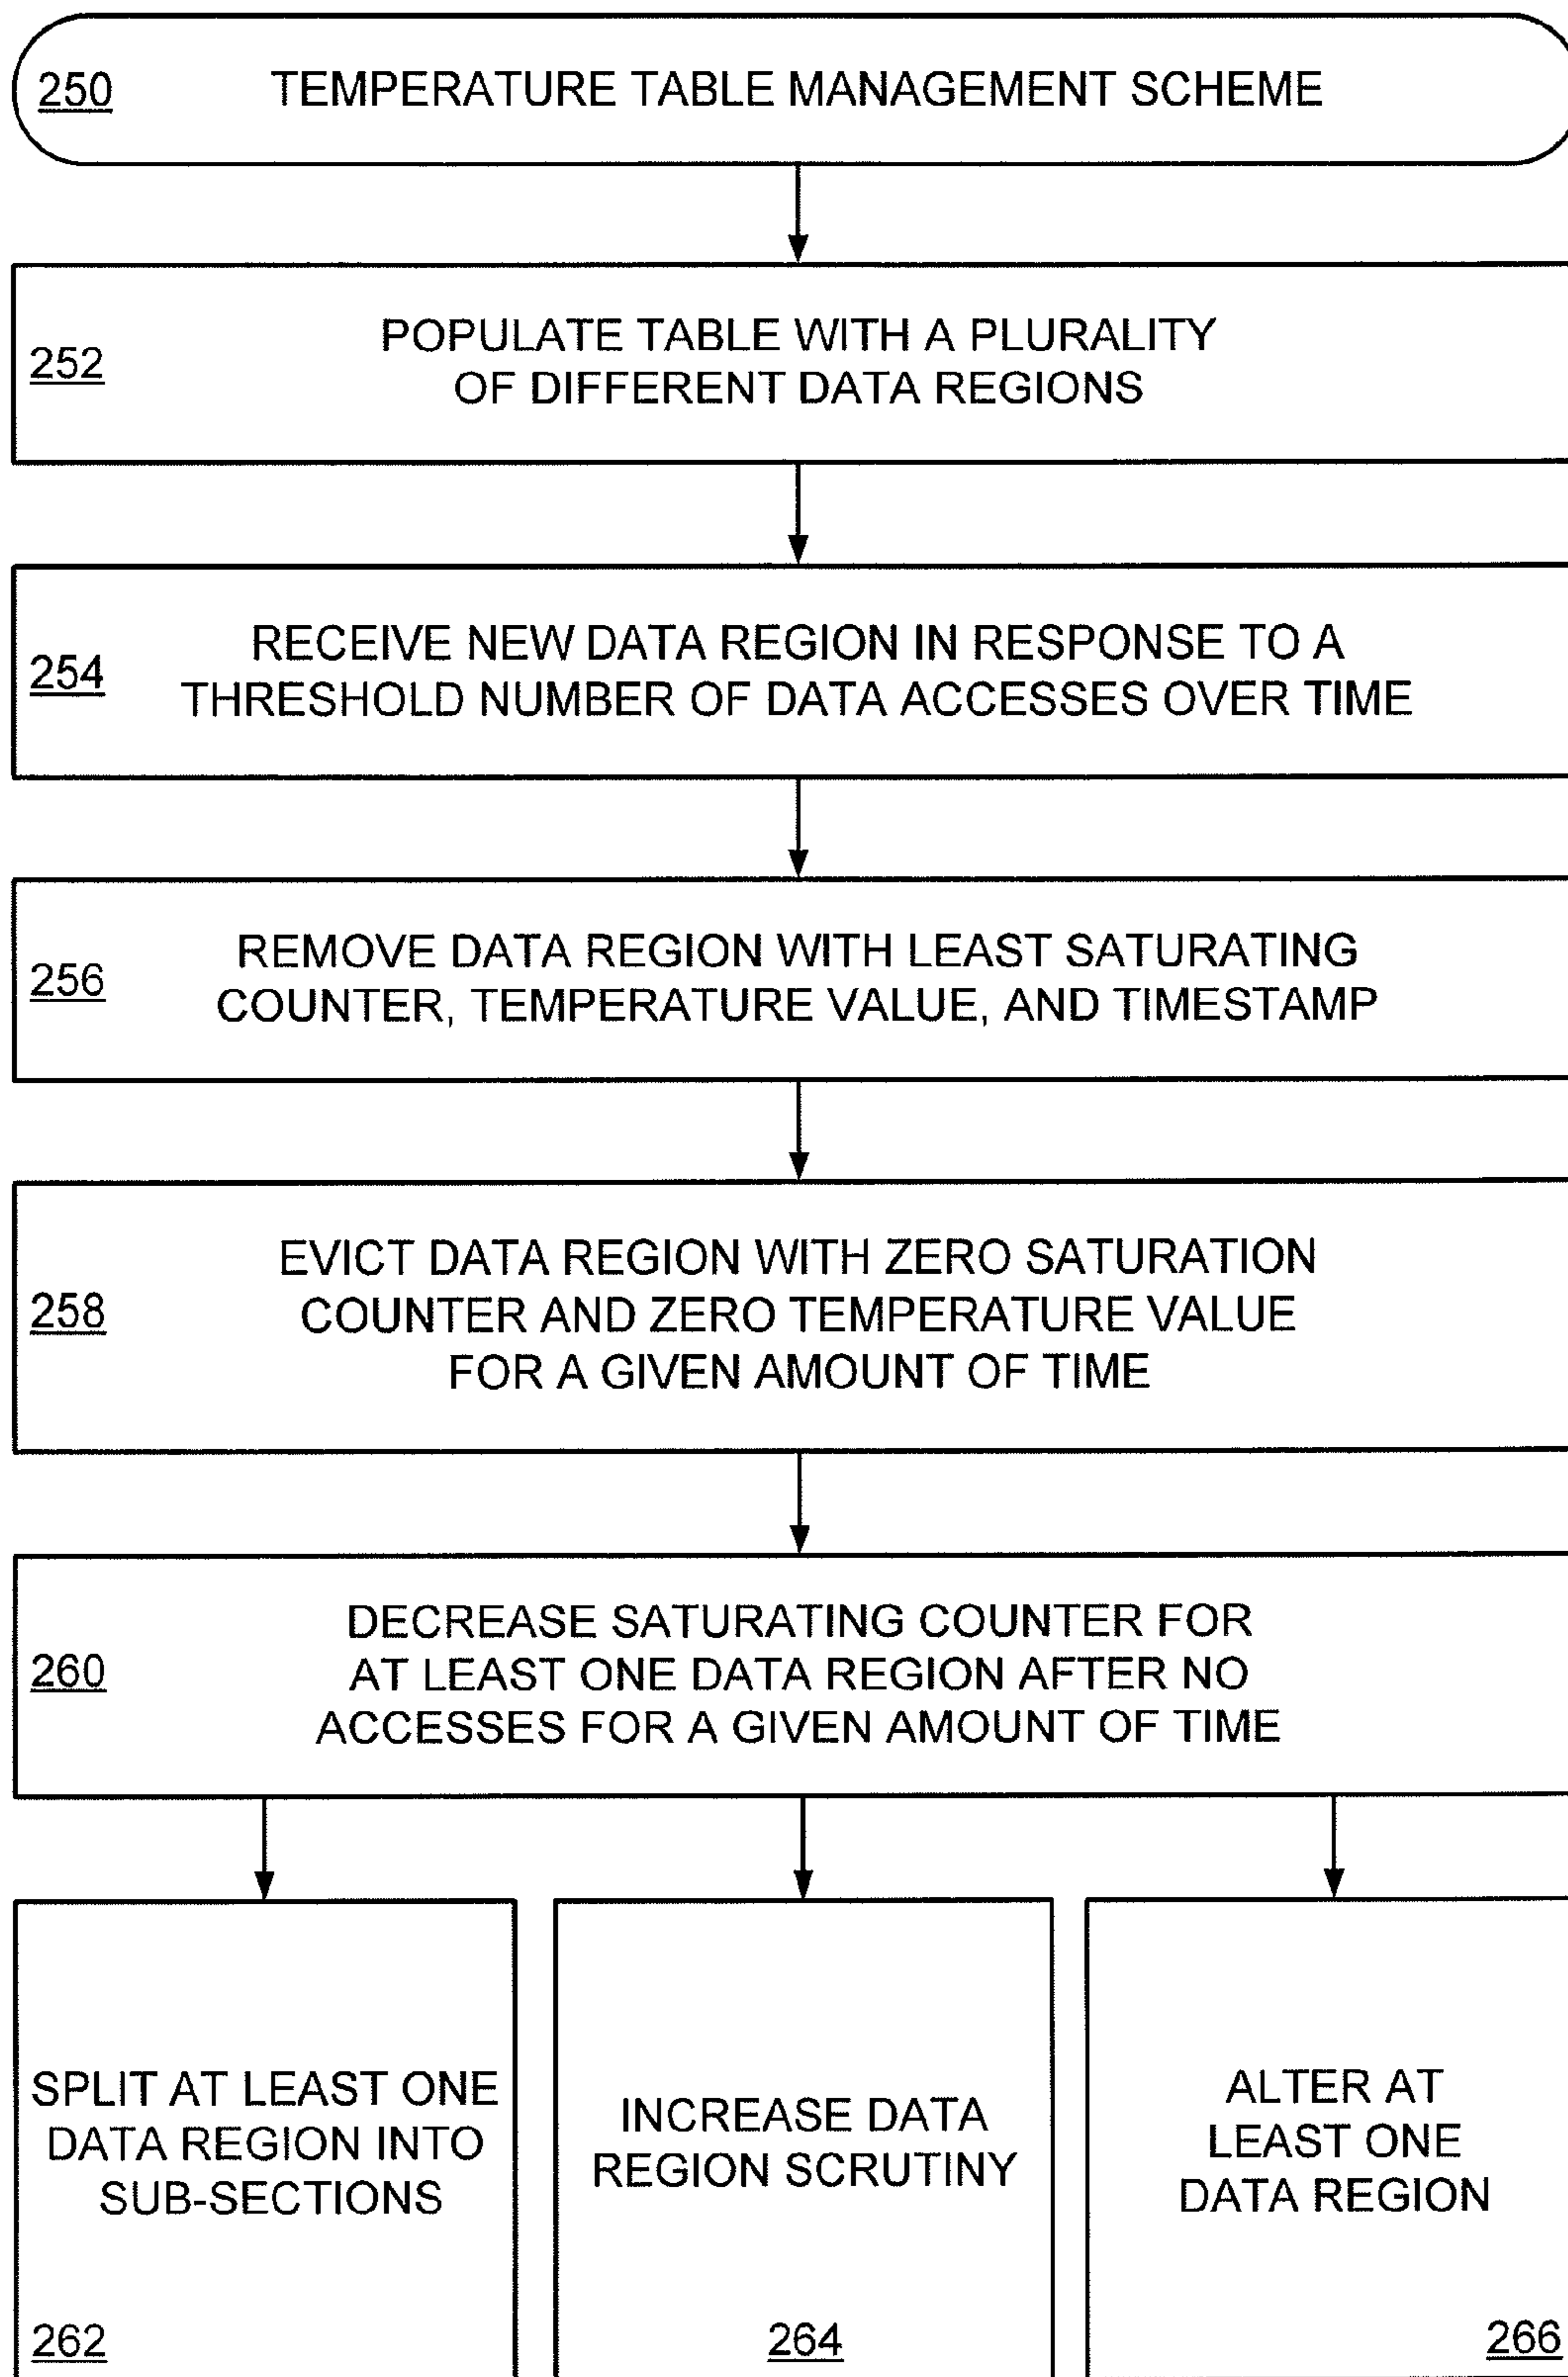 250 TEMPERATURE TABLE MANAGEMENT SCHEME
POPULATE TABLE WITH A PLURALITY
252
OF DIFFERENT DATA REGIONS
RECEIVE NEW DATA REGION IN RESPONSE TO A
254
THRESHOLD NUMBER OF DATA ACCESSES OVER TIME
REMOVE DATA REGION WITH LEAST SATURATING
256
COUNTER, TEMPERATURE VALUE, AND TIMESTAMP
EVICT DATA REGION WITH ZERO SATURATION
258
COUNTER AND ZERO TEMPERATURE VALUE
FOR A GIVEN AMOUNT OF TIME
DECREASE SATURATING COUNTER FOR
260
AT LEAST ONE DATA REGION AFTER NO
ACCESSES FOR A GIVEN AMOUNT OF TIME
SPLIT AT LEAST ONE
DATA REGION INTO
SUB-SECTIONS
262
INCREASE DATA
REGION SCRUTINY
264
ALTER AT
LEAST ONE
DATA REGION
266